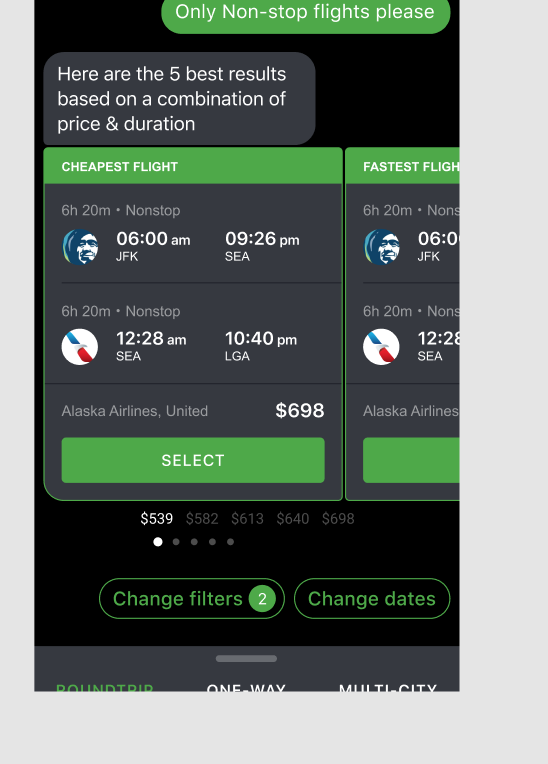 Only Non-stop flights please
Here are the 5 best results
based on a combination of
price & duration
CHEAPEST FLIGHT
6h 20m • Nonstop
06:00 am 09:26 pm
JFK SEA
6h 20m • Nonstop
12:28 am 10:40 pm
SEA LGA
Alaska Airlines, United $698
SELECT
FASTEST FLIGH
6h 20m • Nons
06:0
JFK
6h 20m • Nons
12:28
SEA
Alaska Airlines
$539 $582 $613 $640 $698
Change filters 2 Change dates
ROUNDTRIP ONE-WAY MULTI-CITY